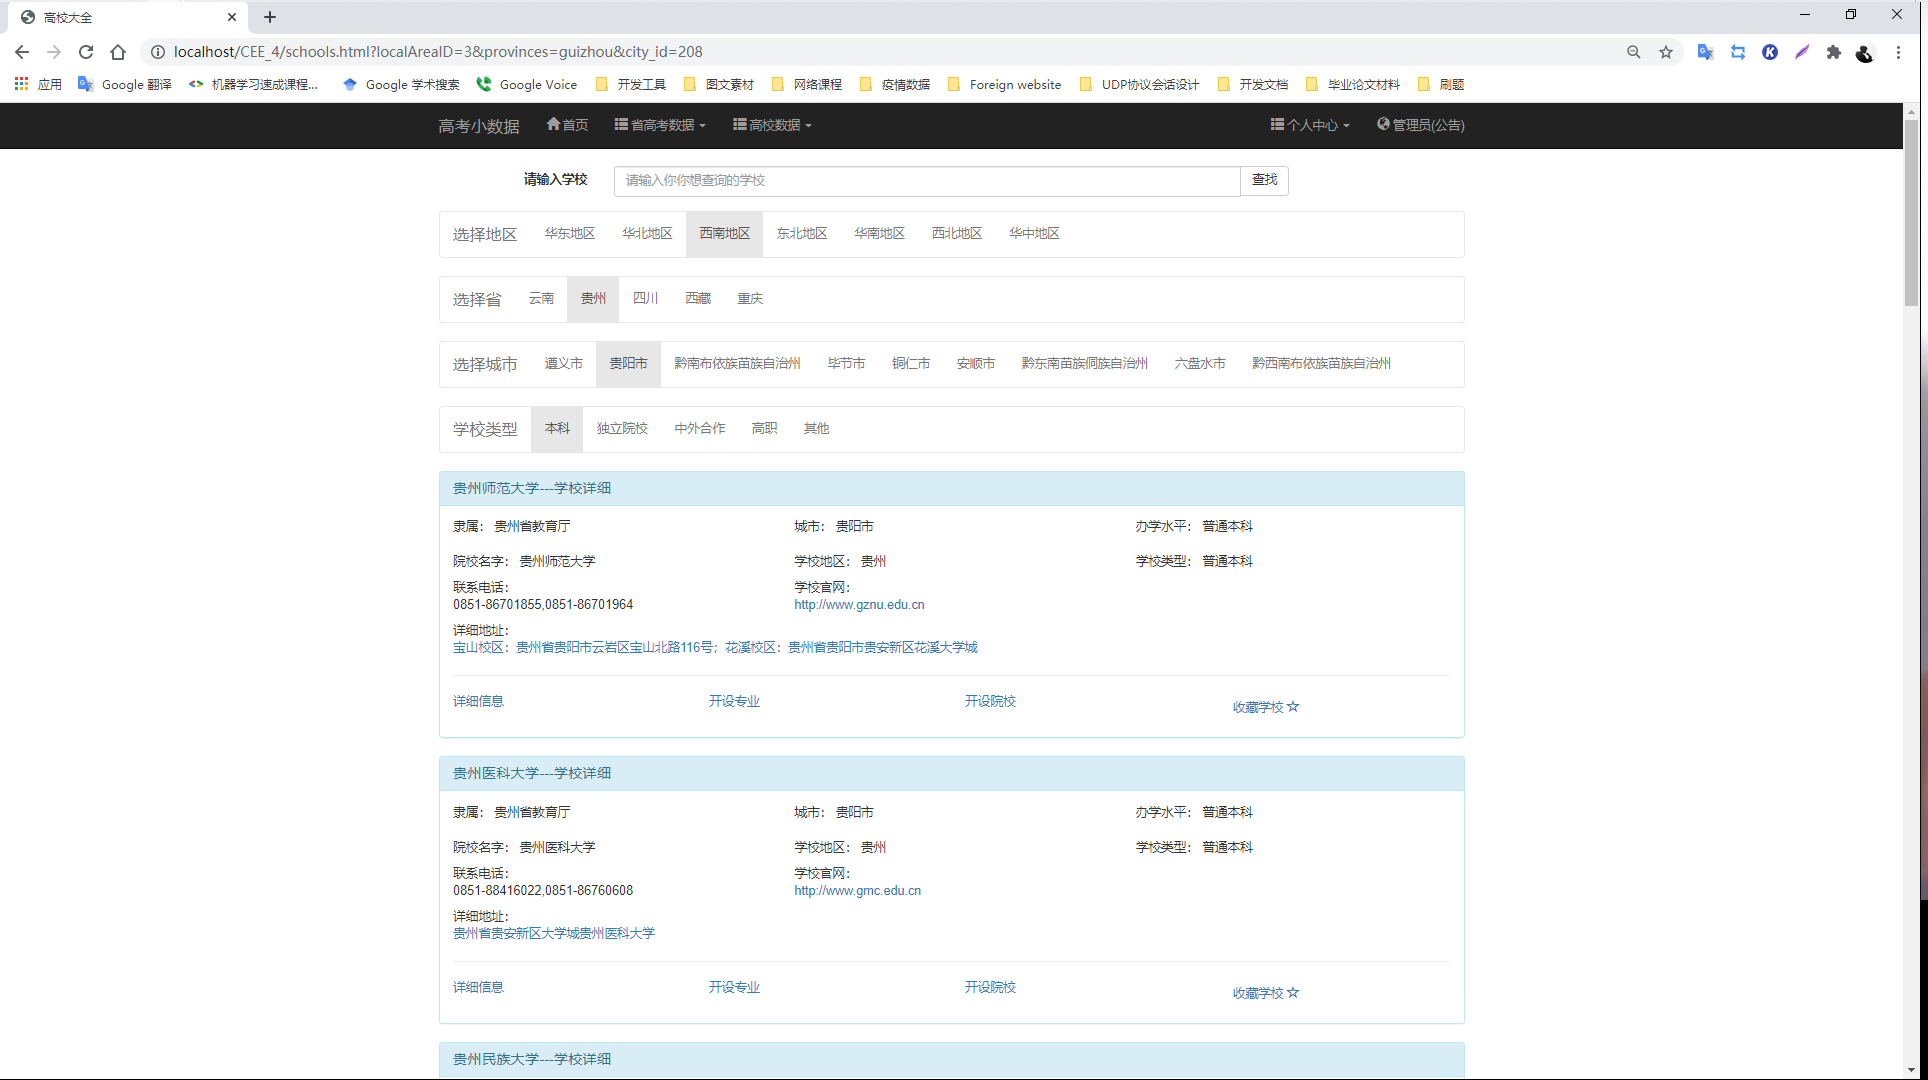 高校大全
localhost/CEE_4/schools.html?localAreaID=3&provinces=guizhou&city_id=208
应用 Google 翻译 机器学习速成课程... Google 学术搜索 Google Voice 开发工具 图文素材 网络课程 疫情数据 Foreign website UDP协议会话设计 开发文档 毕业论文材料 刷题
高考小数据 首页 省高考数据 高校数据 个人中心 管理员(公告)
请输入学校 请输入你你想查询的学校 查找
选择地区 华东地区 华北地区 西南地区 东北地区 华南地区 西北地区 华中地区
选择省 云南 贵州 四川 西藏 重庆
选择城市 遵义市 贵阳市 黔南布依族苗族自治州 毕节市 铜仁市 安顺市 黔东南苗族侗族自治州 六盘水市 黔西南布依族苗族自治州
学校类型 本科 独立院校 中外合作 高职 其他
贵州师范大学---学校详细
隶属： 贵州省教育厅 城市： 贵阳市 办学水平： 普通本科
院校名字： 贵州师范大学 学校地区： 贵州 学校类型： 普通本科
联系电话： 学校官网：
0851-86701855,0851-86701964 http://www.gznu.edu.cn
详细地址：
宝山校区：贵州省贵阳市云岩区宝山北路116号；花溪校区：贵州省贵阳市贵安新区花溪大学城
详细信息 开设专业 开设院校 收藏学校 ☆
贵州医科大学---学校详细
隶属： 贵州省教育厅 城市： 贵阳市 办学水平： 普通本科
院校名字： 贵州医科大学 学校地区： 贵州 学校类型： 普通本科
联系电话： 学校官网：
0851-88416022,0851-86760608 http://www.gmc.edu.cn
详细地址：
贵州省贵安新区大学城贵州医科大学
详细信息 开设专业 开设院校 收藏学校 ☆
贵州民族大学---学校详细